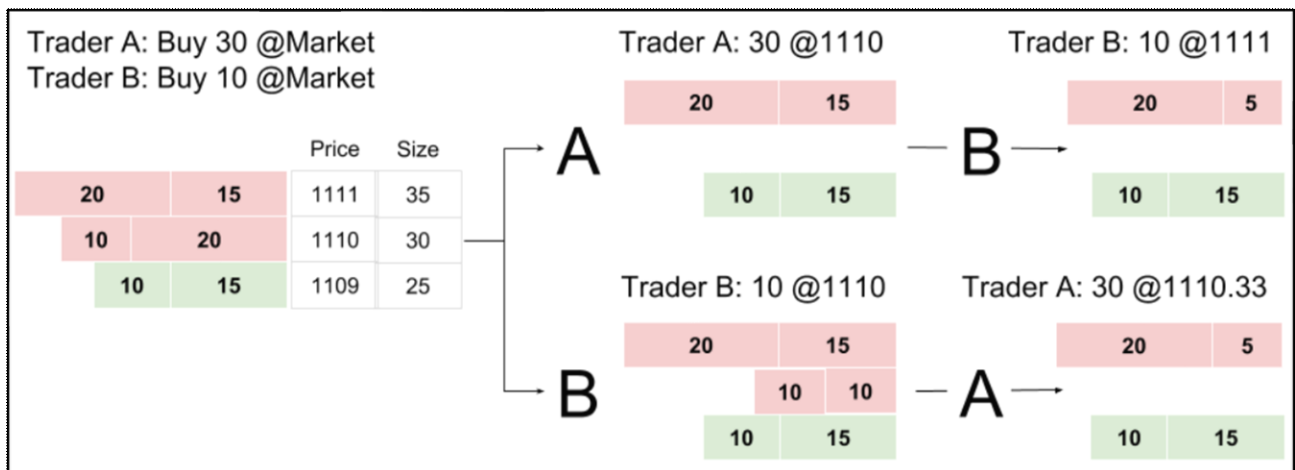 Trader A: Buy 30 @Market
Trader B: Buy 10 @Market
Price Size
20 15 1111 35
10 20 1110 30
10 15 1109 25
A
Trader A: 30 @1110
20 15
10 15
B
Trader B: 10 @1111
20 5
10 15
B
Trader B: 10 @1110
20 15
10 10
10 15
A
Trader A: 30 @1110.33
20 5
10 15